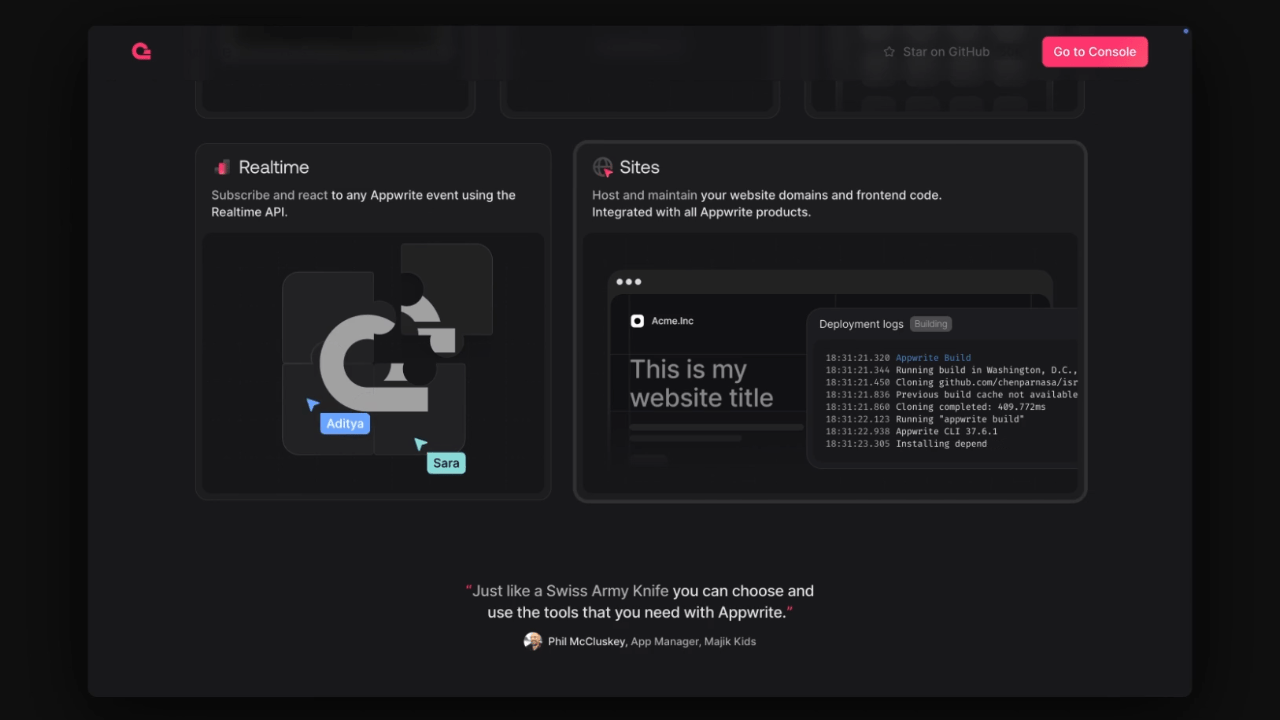 Star on GitHub
Go to Console
Realtime
Subscribe and react to any Appwrite event using the
Realtime API.
Aditya
Sara
Sites
Host and maintain your website domains and frontend code.
Integrated with all Appwrite products.
Acme.Inc
This is my
website title
Deployment logs Building
18:31:21.320 Appwrite Build
18:31:21.344 Running build in Washington, D.C.,
18:31:21.450 Cloning github.com/chenparnasa/isr
18:31:21.836 Previous build cache not available
18:31:21.860 Cloning completed: 409.772ms
18:31:22.123 Running "appwrite build"
18:31:22.938 Appwrite CLI 37.6.1
18:31:23.305 Installing depend
“Just like a Swiss Army Knife you can choose and
use the tools that you need with Appwrite.”
Phil McCluskey, App Manager, Majik Kids